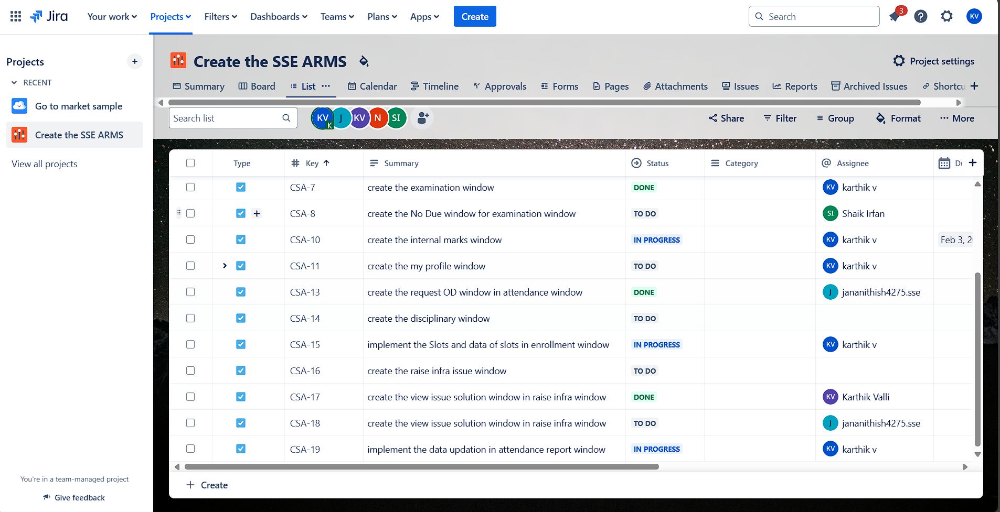 Jira Your work Projects Filters Dashboards Teams Plans Apps Create Search 3 KV
Projects
RECENT
Go to market sample
Create the SSE ARMS
View all projects
You're in a team-managed project
Give feedback
Create the SSE ARMS Project settings
Summary Board List Calendar Timeline Approvals Forms Pages Attachments Issues Reports Archived Issues Shortcu
Search list KV K J KV N SI Share Filter Group Format More
Type Key Summary Status Category Assignee D
CSA-7 create the examination window DONE KV karthik v
CSA-8 create the No Due window for examination window TO DO SI Shaik Irfan
CSA-10 create the internal marks window IN PROGRESS KV karthik v Feb 3, 2
CSA-11 create the my profile window TO DO KV karthik v
CSA-13 create the request OD window in attendance window DONE J jananithish4275.sse
CSA-14 create the disciplinary window TO DO
CSA-15 implement the Slots and data of slots in enrollment window IN PROGRESS KV karthik v
CSA-16 create the raise infra issue window TO DO
CSA-17 create the view issue solution window in raise infra window DONE KV Karthik Valli
CSA-18 create the view issue solution window in raise infra window TO DO J jananithish4275.sse
CSA-19 implement the data updation in attendance report window IN PROGRESS KV karthik v
Create